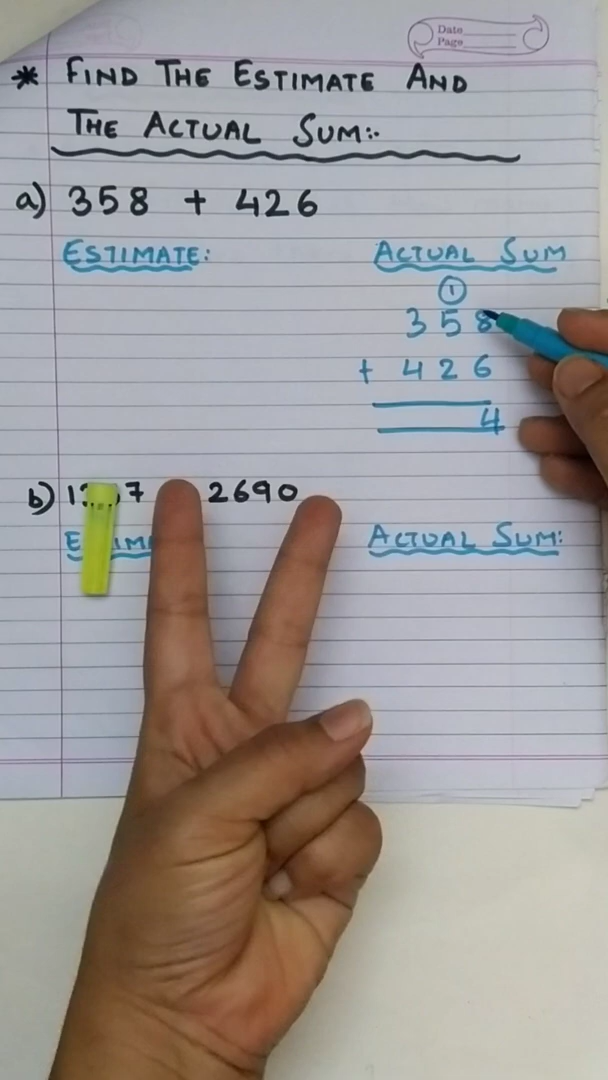 Date
Page
* FIND THE ESTIMATE AND
THE ACTUAL SUM:-
a) 358 + 426
ESTIMATE:
ACTUAL SUM
1
358
+ 426
4
b) 2690
ACTUAL SUM: